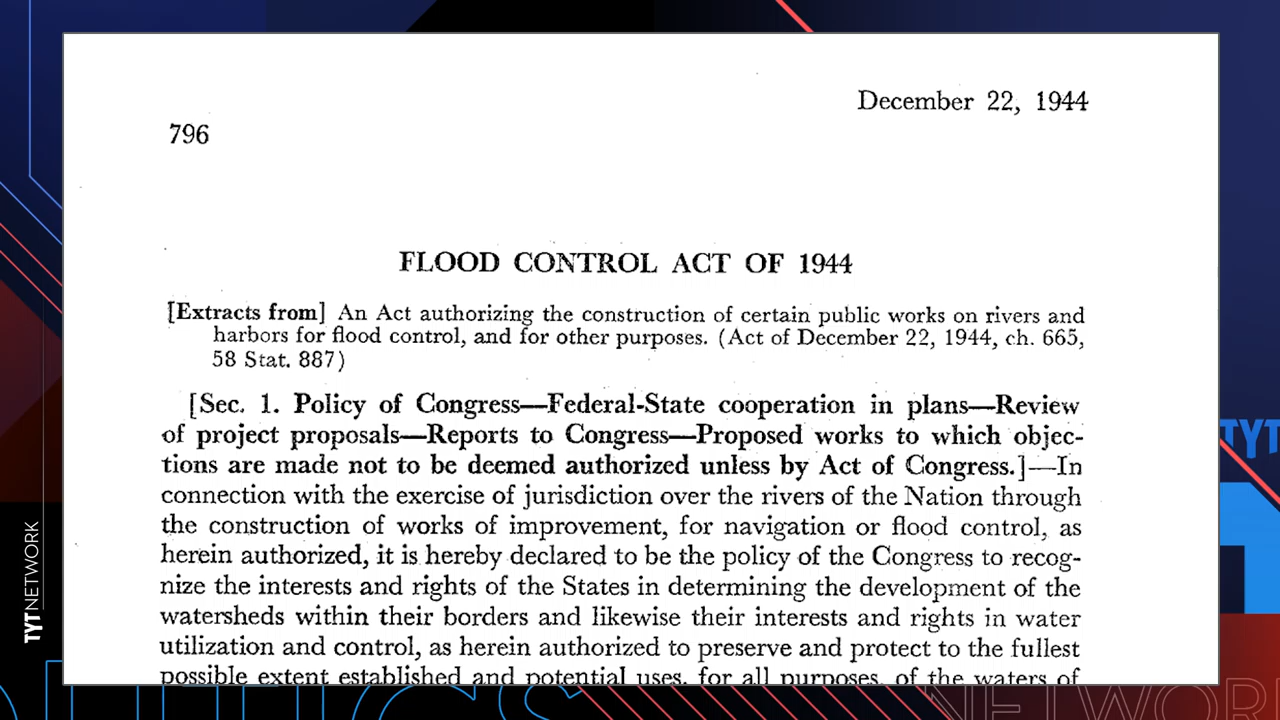 December 22, 1944
796
FLOOD CONTROL ACT OF 1944
[Extracts from] An Act authorizing the construction of certain public works on rivers and
harbors for flood control, and for other purposes. (Act of December 22, 1944, ch. 665,
58 Stat. 887)
[Sec. 1. Policy of Congress—Federal-State cooperation in plans—Review
of project proposals—Reports to Congress—Proposed works to which objec-
tions are made not to be deemed authorized unless by Act of Congress.]—In
connection with the exercise of jurisdiction over the rivers of the Nation through
the construction of works of improvement, for navigation or flood control, as
herein authorized, it is hereby declared to be the policy of the Congress to recog-
nize the interests and rights of the States in determining the development of the
watersheds within their borders and likewise their interests and rights in water
utilization and control, as herein authorized to preserve and protect to the fullest
possible extent established and potential uses, for all purposes, of the waters of
TYT NETWORK
TYT
NETWOR